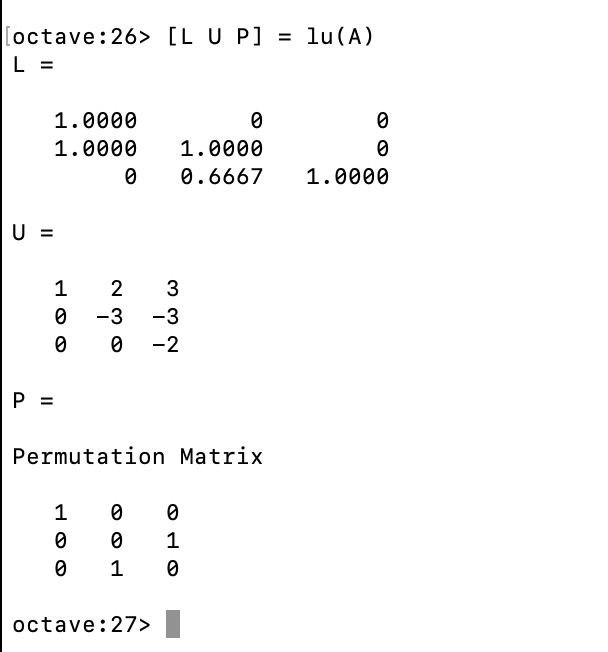 [octave:26> [L U P] = lu(A)
L =
1.0000 0 0
1.0000 1.0000 0
0 0.6667 1.0000
U =
1 2 3
0 -3 -3
0 0 -2
P =
Permutation Matrix
1 0 0
0 0 1
0 1 0
octave:27>